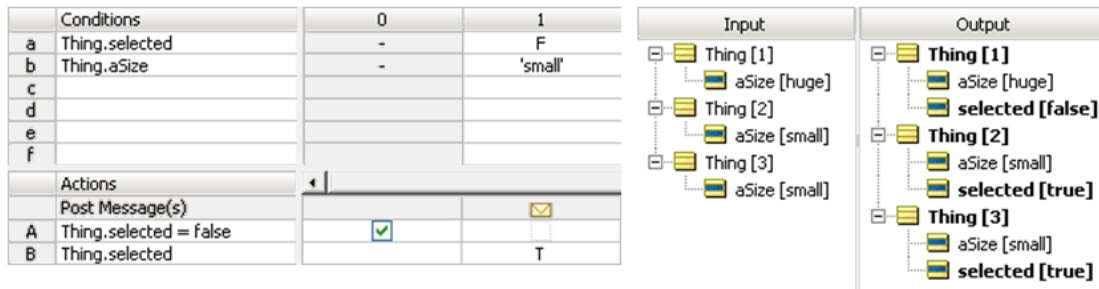 Conditions 0 1
a Thing.selected - F
b Thing.aSize - 'small'
c
d
e
f
Actions
Post Message(s)
A Thing.selected = false
B Thing.selected T
Input
Thing [1]
aSize [huge]
Thing [2]
aSize [small]
Thing [3]
aSize [small]
Output
Thing [1]
aSize [huge]
selected [false]
Thing [2]
aSize [small]
selected [true]
Thing [3]
aSize [small]
selected [true]